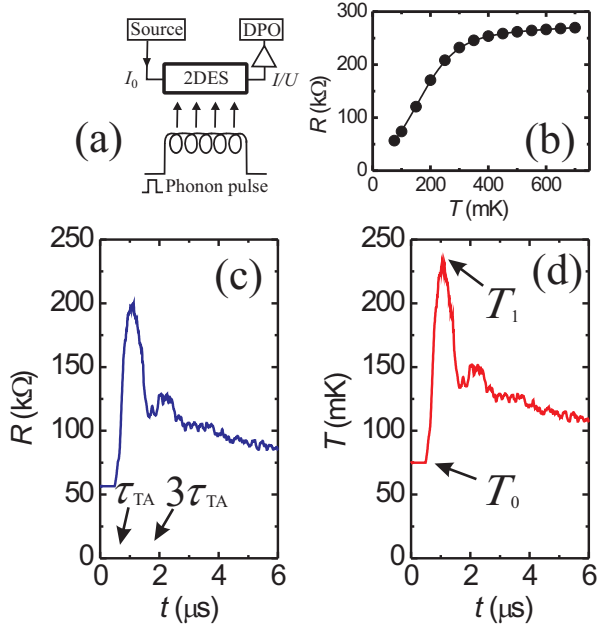 Source
DPO
I₀
2DES
I/U
(a)
Phonon pulse
300
200
100
0
R (kΩ)
(b)
0 200 400 600
T (mK)
250
200
150
100
50
0
R (kΩ)
(c)
τTA
3τTA
0 2 4 6
t (μs)
250
200
150
100
50
0
T (mK)
(d)
T₁
T₀
0 2 4 6
t (μs)